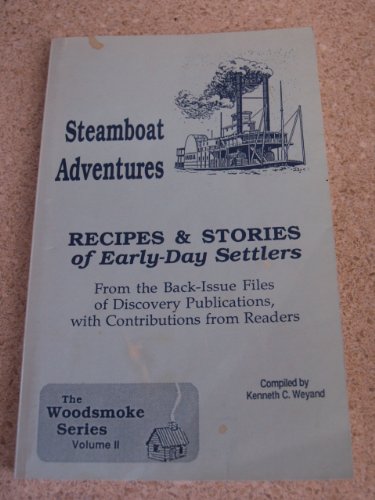 Steamboat
Adventures
RECIPES & STORIES
of Early-Day Settlers
From the Back-Issue Files
of Discovery Publications,
with Contributions from Readers
Compiled by
Kenneth C. Weyand
The
Woodsmoke
Series
Volume II